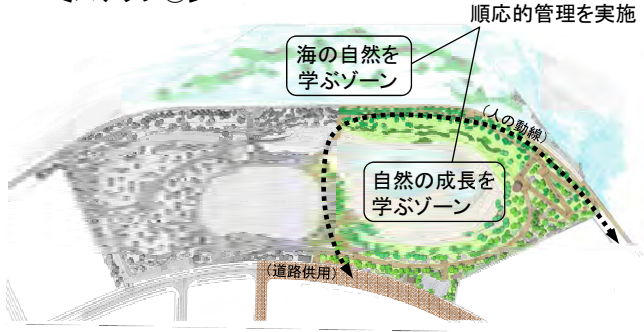 順応的管理を実施
海の自然を
学ぶゾーン
(人の動線)
自然の成長を
学ぶゾーン
(道路供用)